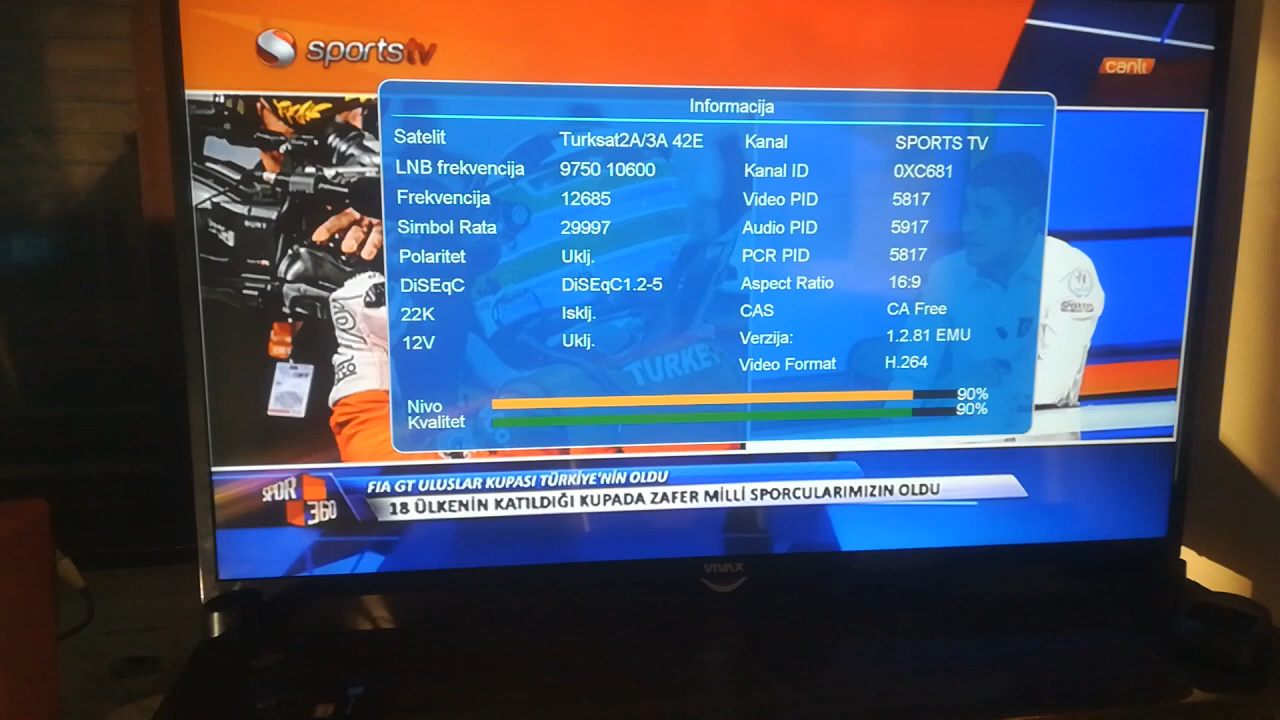 sportstv
canlı
Informacija
Satelit Turksat2A/3A 42E
LNB frekvencija 9750 10600
Frekvencija 12685
Simbol Rata 29997
Polaritet Uklj.
DiSEqC DiSEqC1.2-5
22K Isklj.
12V Uklj.
Kanal SPORTS TV
Kanal ID 0XC681
Video PID 5817
Audio PID 5917
PCR PID 5817
Aspect Ratio 16:9
CAS CA Free
Verzija: 1.2.81 EMU
Video Format H.264
TURKEY
Nivo 90%
Kvalitet 90%
SPOR
360
FIA GT ULUSLAR KUPASI TÜRKİYE'NİN OLDU
18 ÜLKENİN KATILDIĞI KUPADA ZAFER MİLLİ SPORCULARIMIZIN OLDU
VIVAX